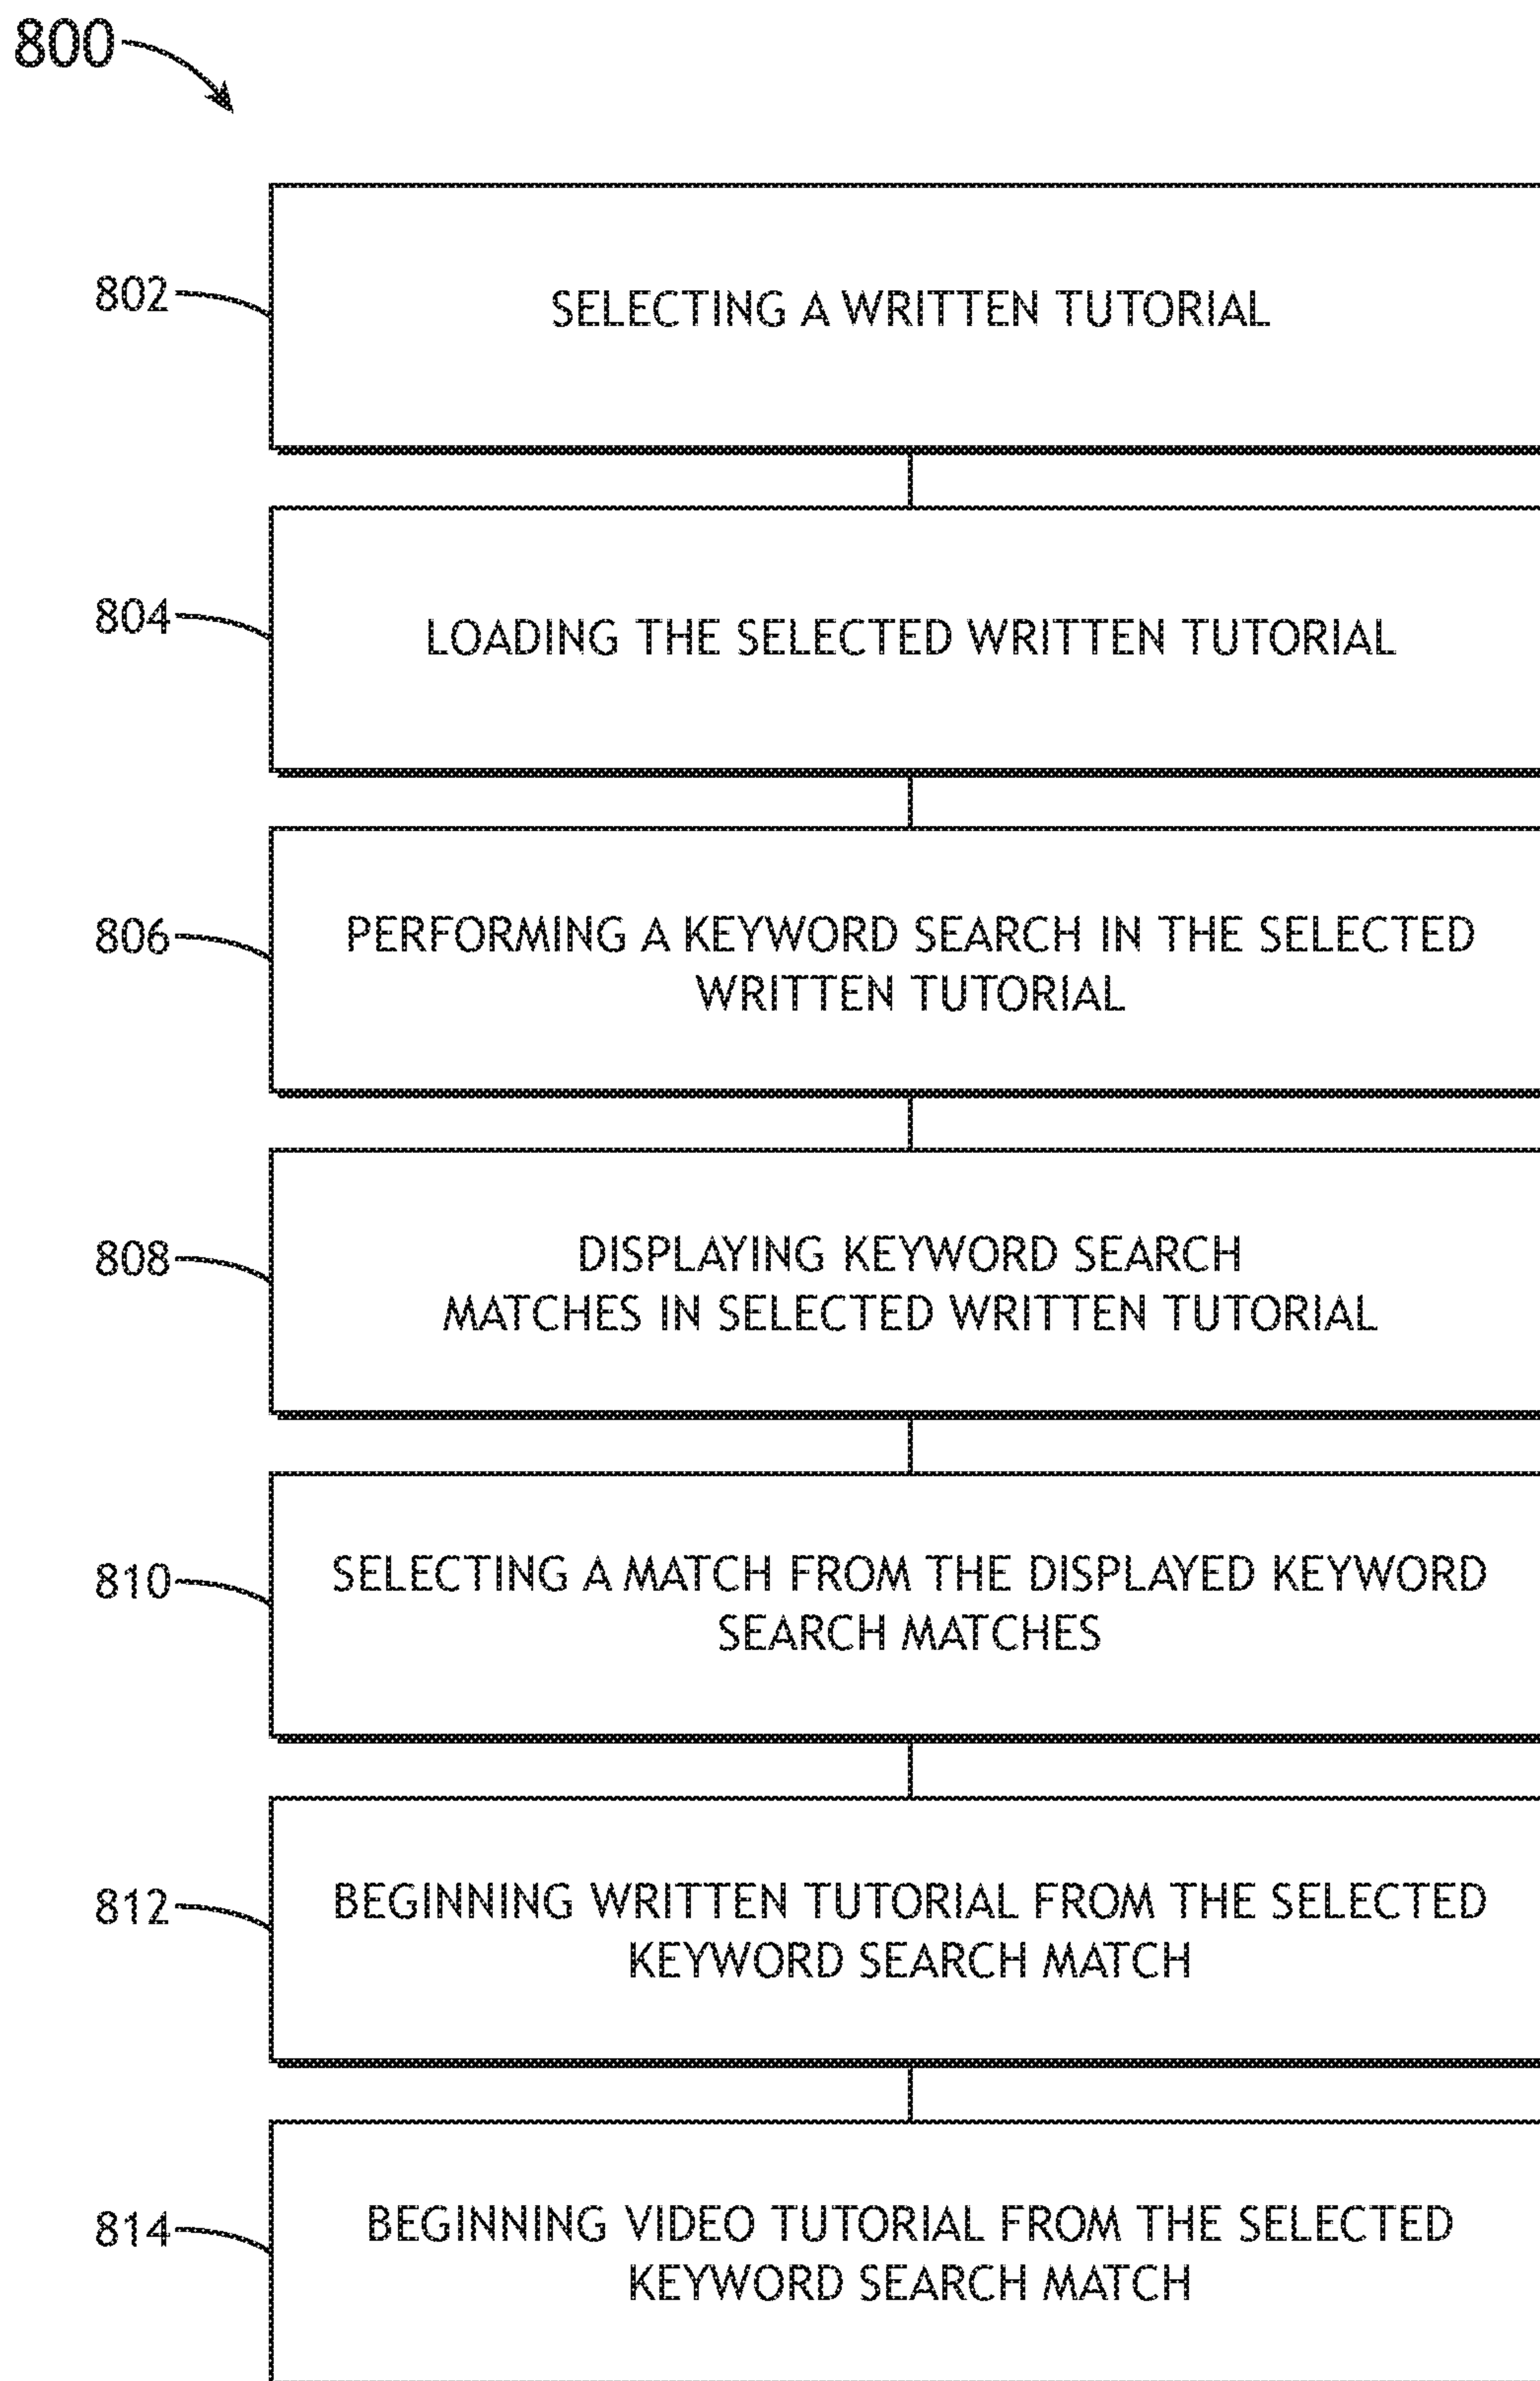 800
802
SELECTING A WRITTEN TUTORIAL
804
LOADING THE SELECTED WRITTEN TUTORIAL
806
PERFORMING A KEYWORD SEARCH IN THE SELECTED
WRITTEN TUTORIAL
808
DISPLAYING KEYWORD SEARCH
MATCHES IN SELECTED WRITTEN TUTORIAL
810
SELECTING A MATCH FROM THE DISPLAYED KEYWORD
SEARCH MATCHES
812
BEGINNING WRITTEN TUTORIAL FROM THE SELECTED
KEYWORD SEARCH MATCH
814
BEGINNING VIDEO TUTORIAL FROM THE SELECTED
KEYWORD SEARCH MATCH